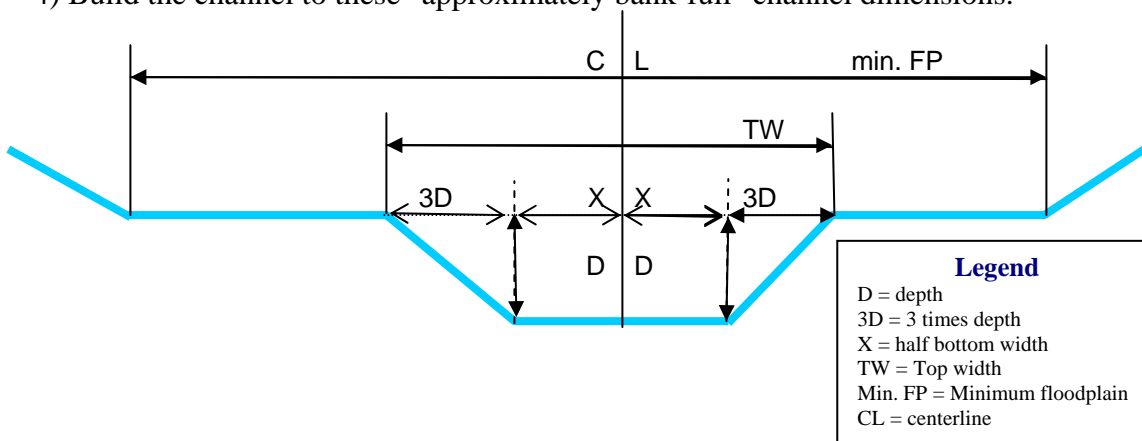 4) Build the channel to these "approximately bank-full" channel dimensions:
C L min. FP
TW
3D X X 3D
D D
Legend
D = depth
3D = 3 times depth
X = half bottom width
TW = Top width
Min. FP = Minimum floodplain
CL = centerline